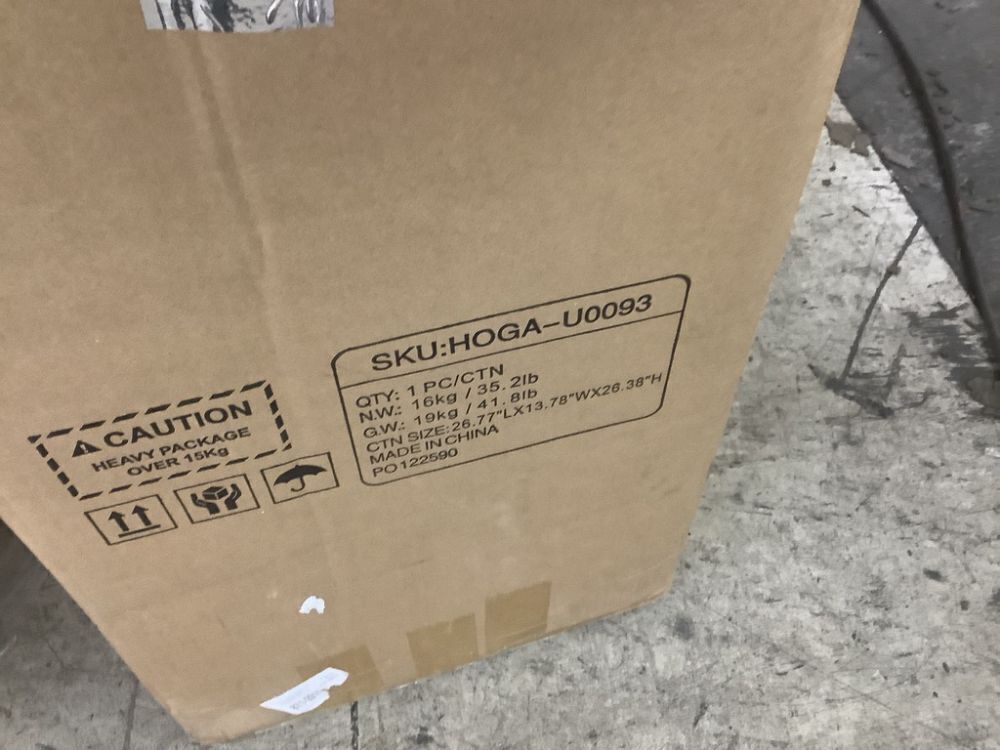 SKU:HOGA-U0093
QTY: 1 PC/CTN
N.W.: 16kg / 35.2lb
G.W.: 19kg / 41.8lb
CTN SIZE: 26.77"LX13.78"WX26.38"H
MADE IN CHINA
PO122590
CAUTION
HEAVY PACKAGE
OVER 15Kg